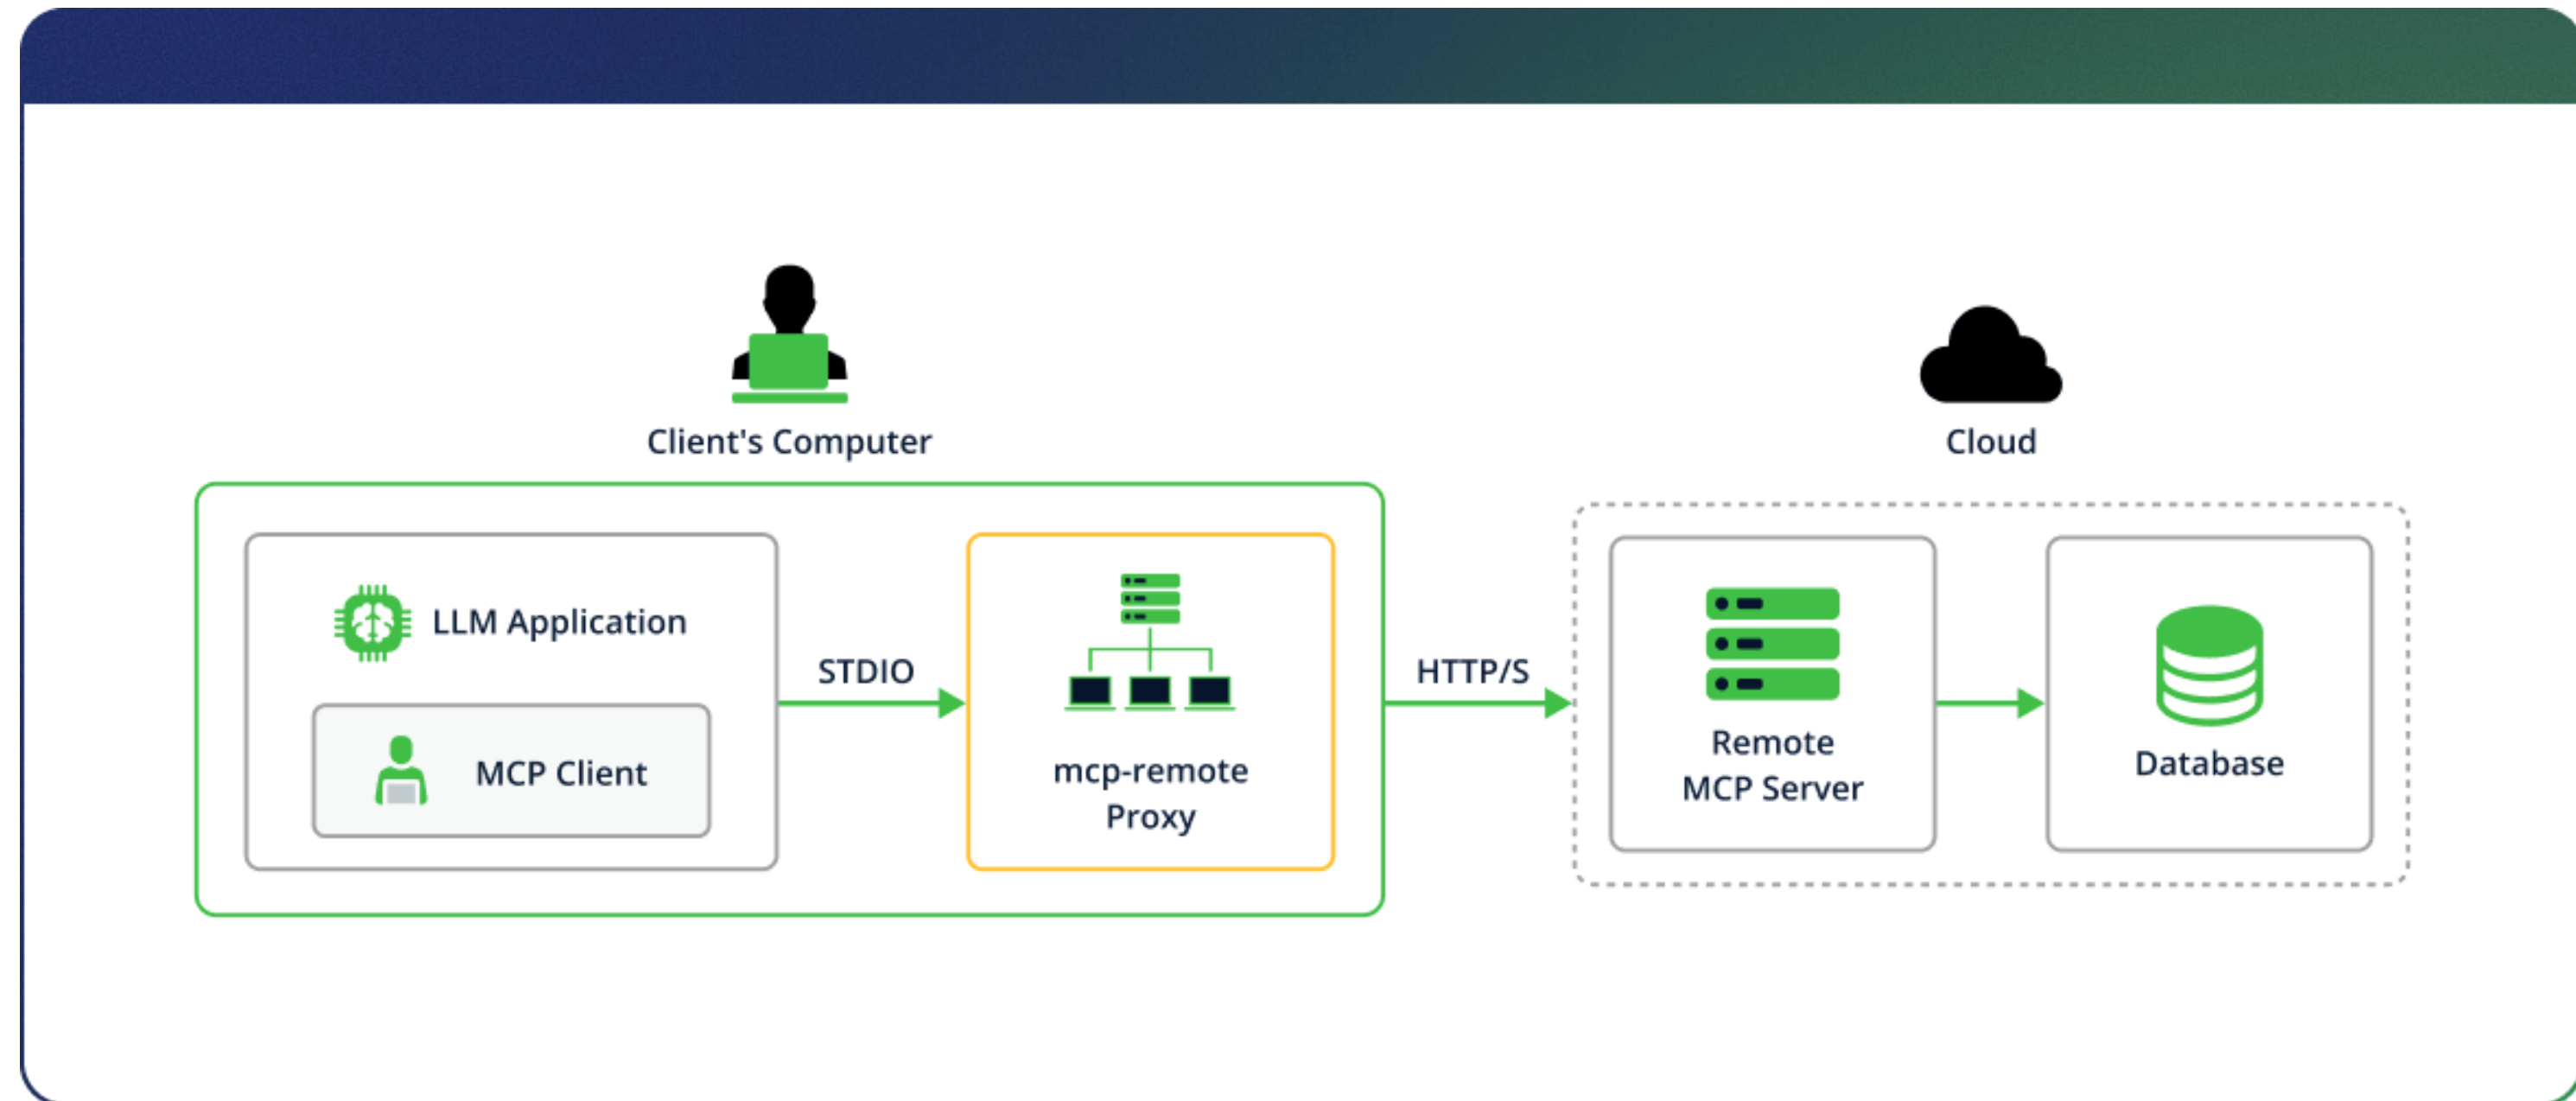 Client's Computer
Cloud
LLM Application
MCP Client
STDIO
mcp-remote
Proxy
HTTP/S
Remote
MCP Server
Database